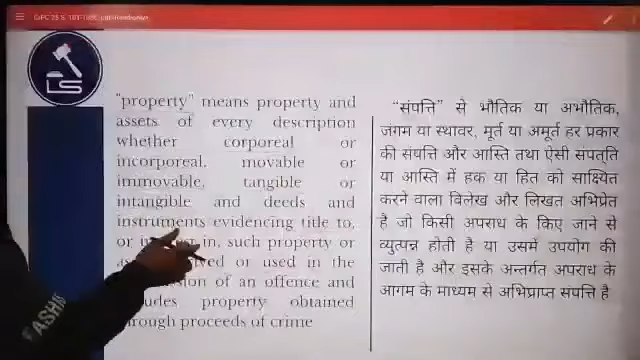 LS
"property" means property and
assets of every description
whether corporeal or
incorporeal, movable or
immovable, tangible or
intangible and deeds and
instruments evidencing title to,
or in, such property or
used in the
of an offence and
property obtained
through proceeds of crime
“संपत्ति” से भौतिक या अभौतिक,
जंगम या स्थावर, मूर्त या अमूर्त हर प्रकार
की संपत्ति और आस्ति तथा ऐसी संपत्ति
या आस्ति में हक या हित को साक्ष्यित
करने वाला विलेख और लिखत अभिप्रेत
है जो किसी अपराध के किए जाने से
व्युत्पन्न होती है या उसमें उपयोग की
जाती है और इसके अन्तर्गत अपराध के
आगम के माध्यम से अभिप्राप्त संपत्ति है